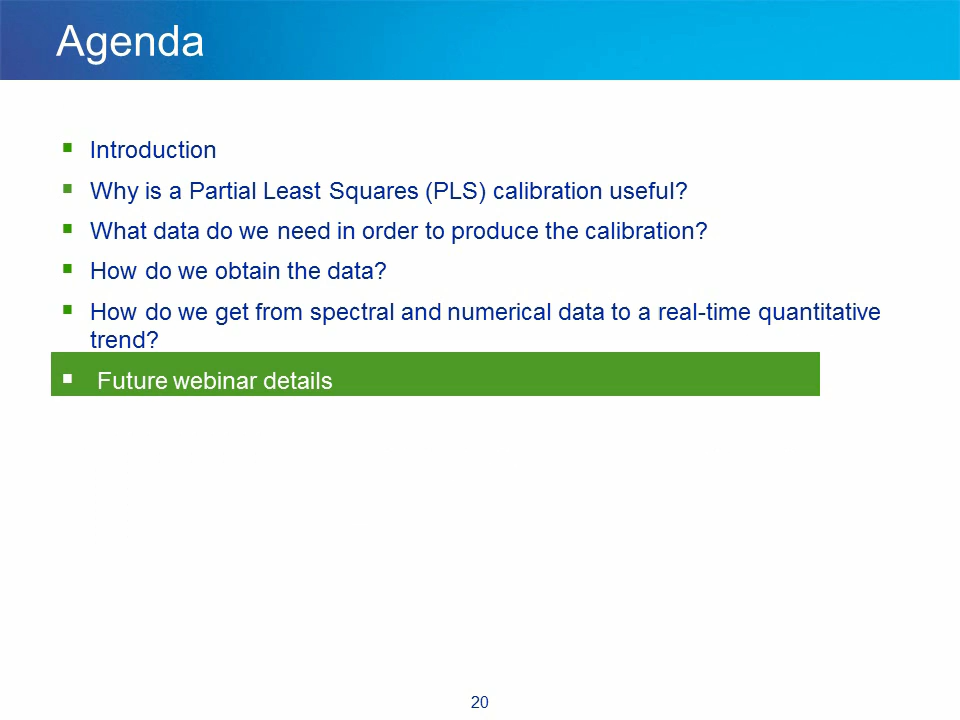 Agenda
▪ Introduction
▪ Why is a Partial Least Squares (PLS) calibration useful?
▪ What data do we need in order to produce the calibration?
▪ How do we obtain the data?
▪ How do we get from spectral and numerical data to a real-time quantitative
trend?
▪ Future webinar details
20